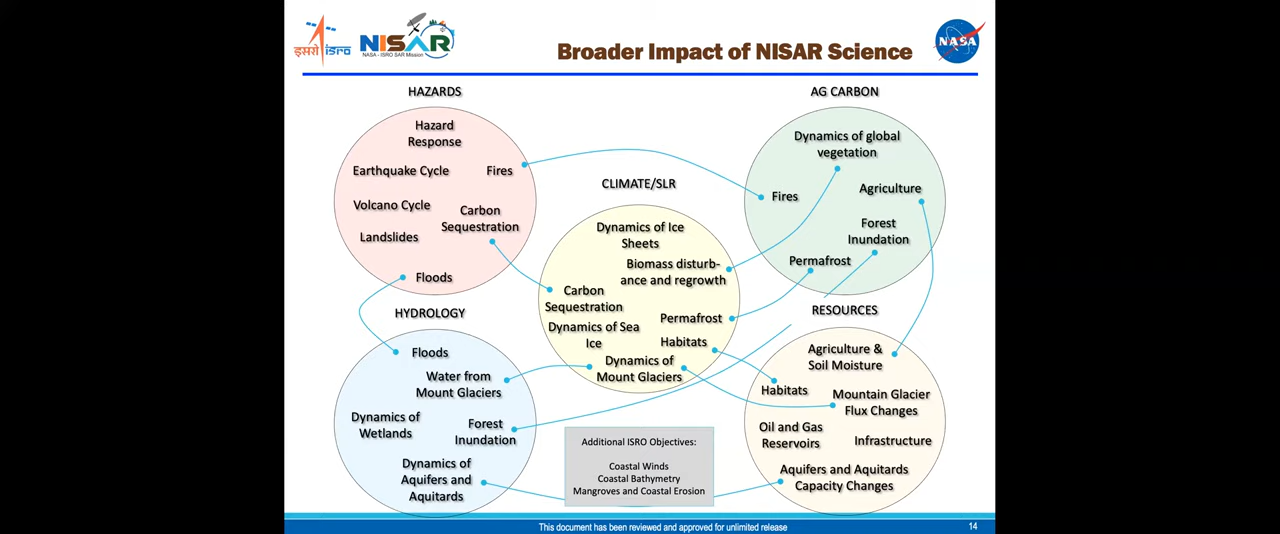 इसरो isro
NISAR
NASA - ISRO SAR Mission
Broader Impact of NISAR Science
NASA
HAZARDS
Hazard
Response
Earthquake Cycle
Fires
Volcano Cycle
Carbon
Sequestration
Landslides
Floods
AG CARBON
Dynamics of global
vegetation
Agriculture
Fires
Forest
Inundation
Permafrost
CLIMATE/SLR
Dynamics of Ice
Sheets
Biomass disturb-
ance and regrowth
Carbon
Sequestration
Permafrost
Dynamics of Sea
Ice
Habitats
Dynamics of
Mount Glaciers
HYDROLOGY
Floods
Water from
Mount Glaciers
Dynamics of
Wetlands
Forest
Inundation
Dynamics of
Aquifers and
Aquitards
RESOURCES
Agriculture &
Soil Moisture
Habitats
Mountain Glacier
Flux Changes
Oil and Gas
Reservoirs
Infrastructure
Aquifers and Aquitards
Capacity Changes
Additional ISRO Objectives:
Coastal Winds
Coastal Bathymetry
Mangroves and Coastal Erosion
This document has been reviewed and approved for unlimited release
14